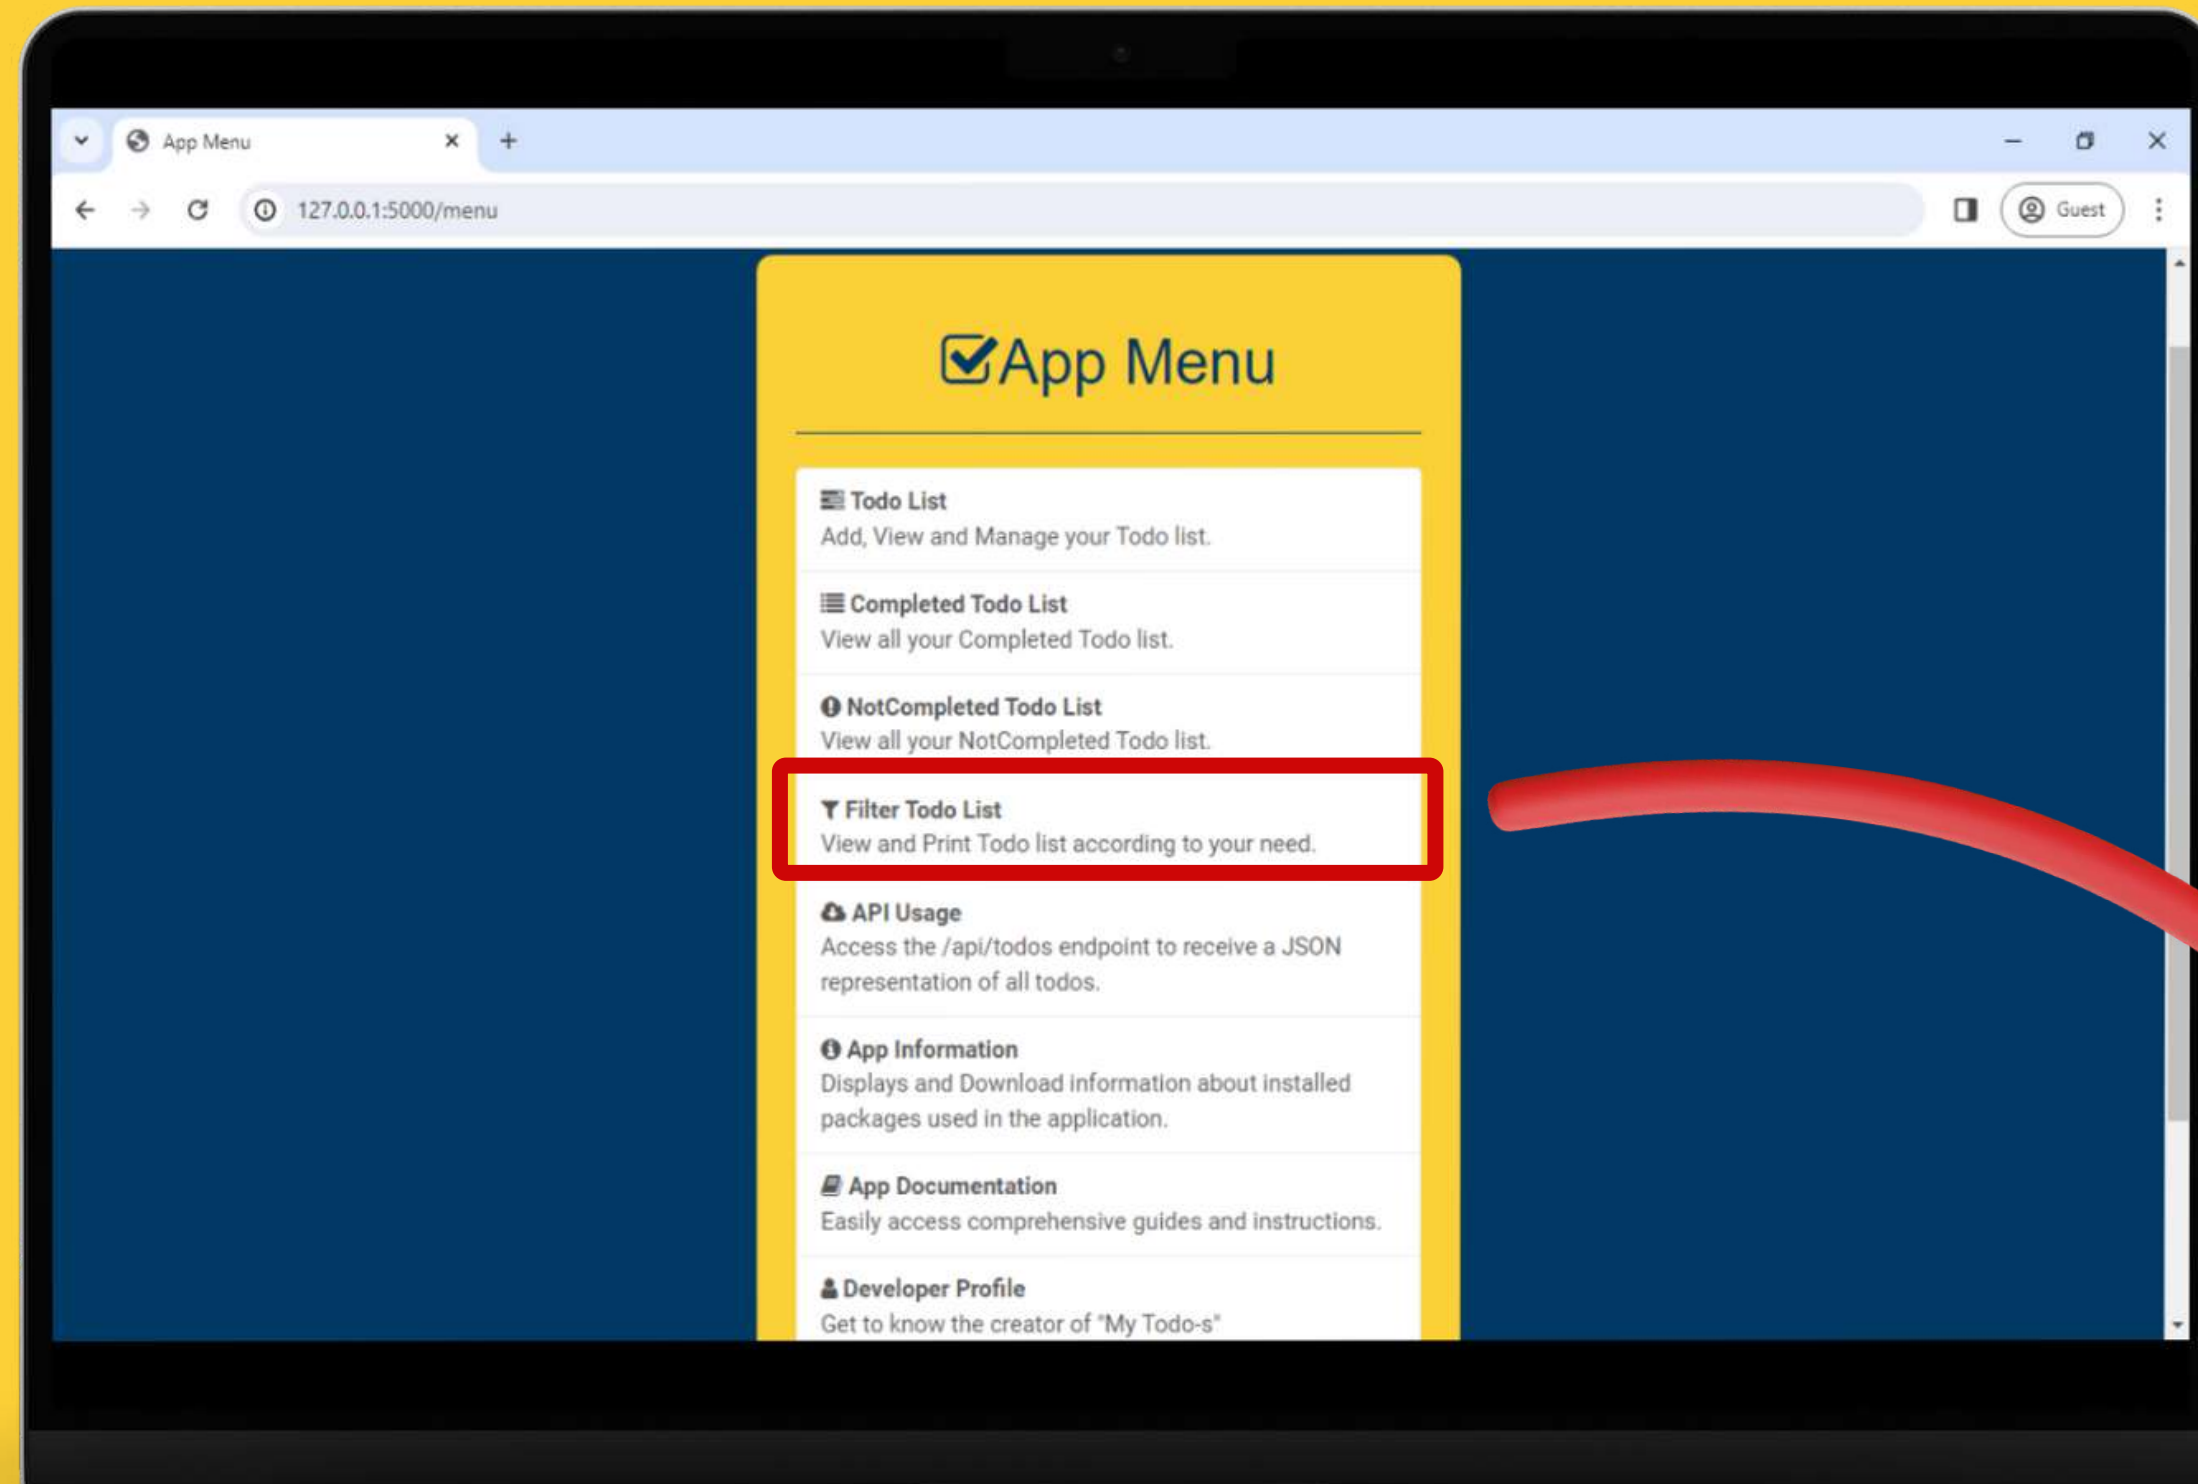 App Menu
127.0.0.1:5000/menu
Guest
App Menu
Todo List
Add, View and Manage your Todo list.
Completed Todo List
View all your Completed Todo list.
NotCompleted Todo List
View all your NotCompleted Todo list.
Filter Todo List
View and Print Todo list according to your need.
API Usage
Access the /api/todos endpoint to receive a JSON
representation of all todos.
App Information
Displays and Download information about installed
packages used in the application.
App Documentation
Easily access comprehensive guides and instructions.
Developer Profile
Get to know the creator of "My Todo-s"